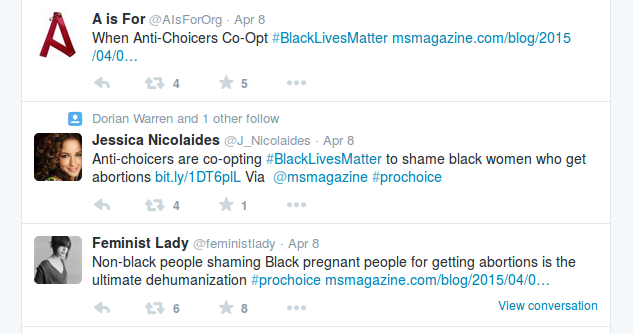 A is For @AIsForOrg · Apr 8
When Anti-Choicers Co-Opt #BlackLivesMatter msmagazine.com/blog/2015
/04/0…
4 5
Dorian Warren and 1 other follow
Jessica Nicolaides @J_Nicolaides · Apr 8
Anti-choicers are co-opting #BlackLivesMatter to shame black women who get
abortions bit.ly/1DT6plL Via @msmagazine #prochoice
4 1
Feminist Lady @feministlady · Apr 8
Non-black people shaming Black pregnant people for getting abortions is the
ultimate dehumanization #prochoice msmagazine.com/blog/2015/04/0…
6 8 View conversation